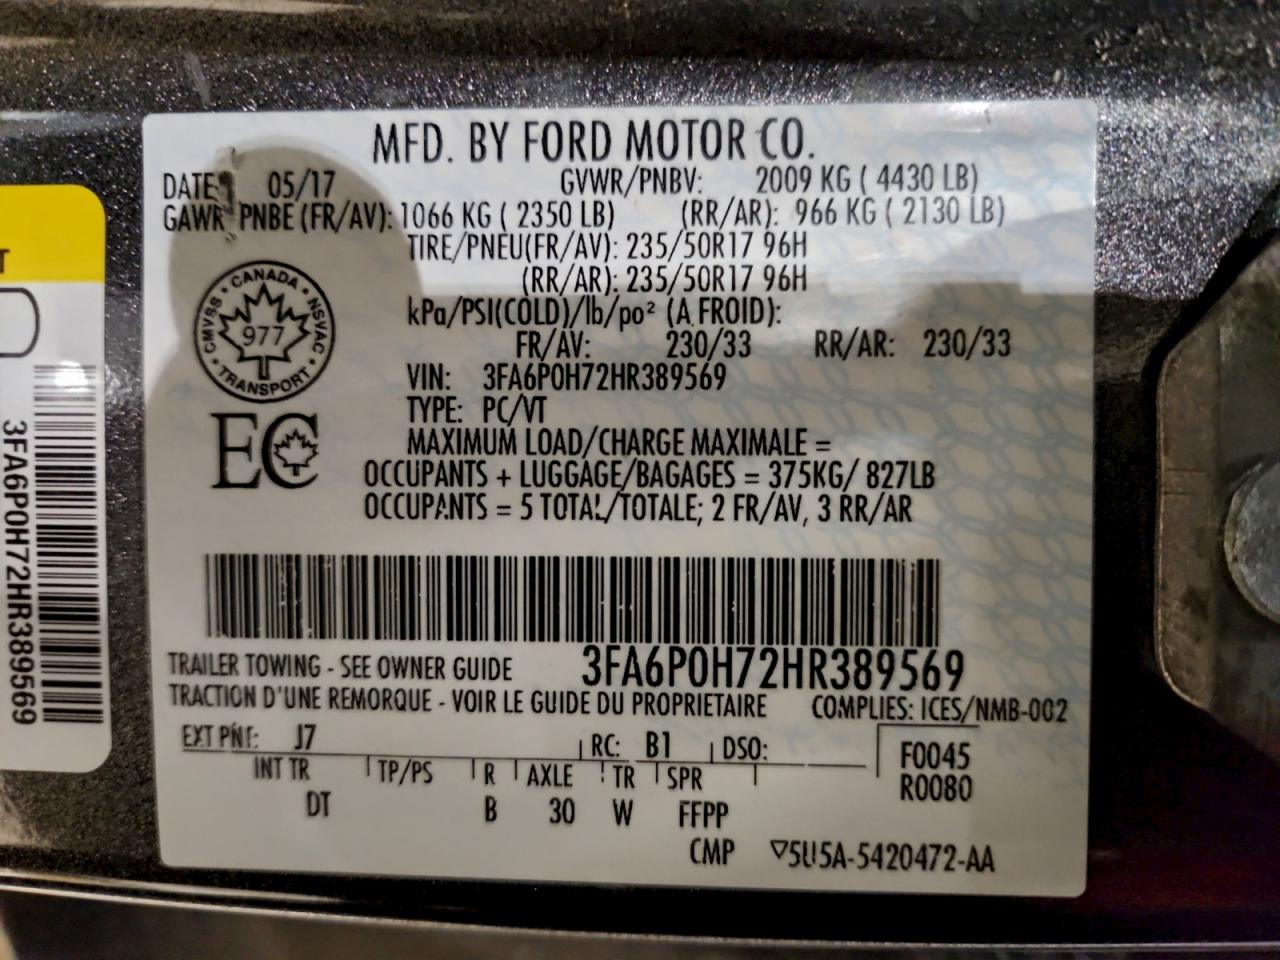 MFD. BY FORD MOTOR CO.
DATE: 05/17 GVWR/PNBV: 2009 KG ( 4430 LB)
GAWR PNBE (FR/AV): 1066 KG ( 2350 LB) (RR/AR): 966 KG ( 2130 LB)
TIRE/PNEU(FR/AV): 235/50R17 96H
(RR/AR): 235/50R17 96H
kPa/PSI(COLD)/lb/po² (A FROID):
FR/AV: 230/33 RR/AR: 230/33
CANADA
CMVSS NSVAC
977
TRANSPORT
VIN: 3FA6P0H72HR389569
TYPE: PC/VT
EC
MAXIMUM LOAD/CHARGE MAXIMALE =
OCCUPANTS + LUGGAGE/BAGAGES = 375KG/ 827LB
OCCUPANTS = 5 TOTAL/TOTALE; 2 FR/AV, 3 RR/AR
TRAILER TOWING - SEE OWNER GUIDE 3FA6P0H72HR389569
TRACTION D'UNE REMORQUE - VOIR LE GUIDE DU PROPRIETAIRE COMPLIES: ICES/NMB-002
EXT PNT: J7 RC: B1 DSO: F0045
INT TR TP/PS R AXLE TR SPR R0080
DT B 30 W FFPP
CMP ▽5U5A-5420472-AA
T
3FA6P0H72HR389569